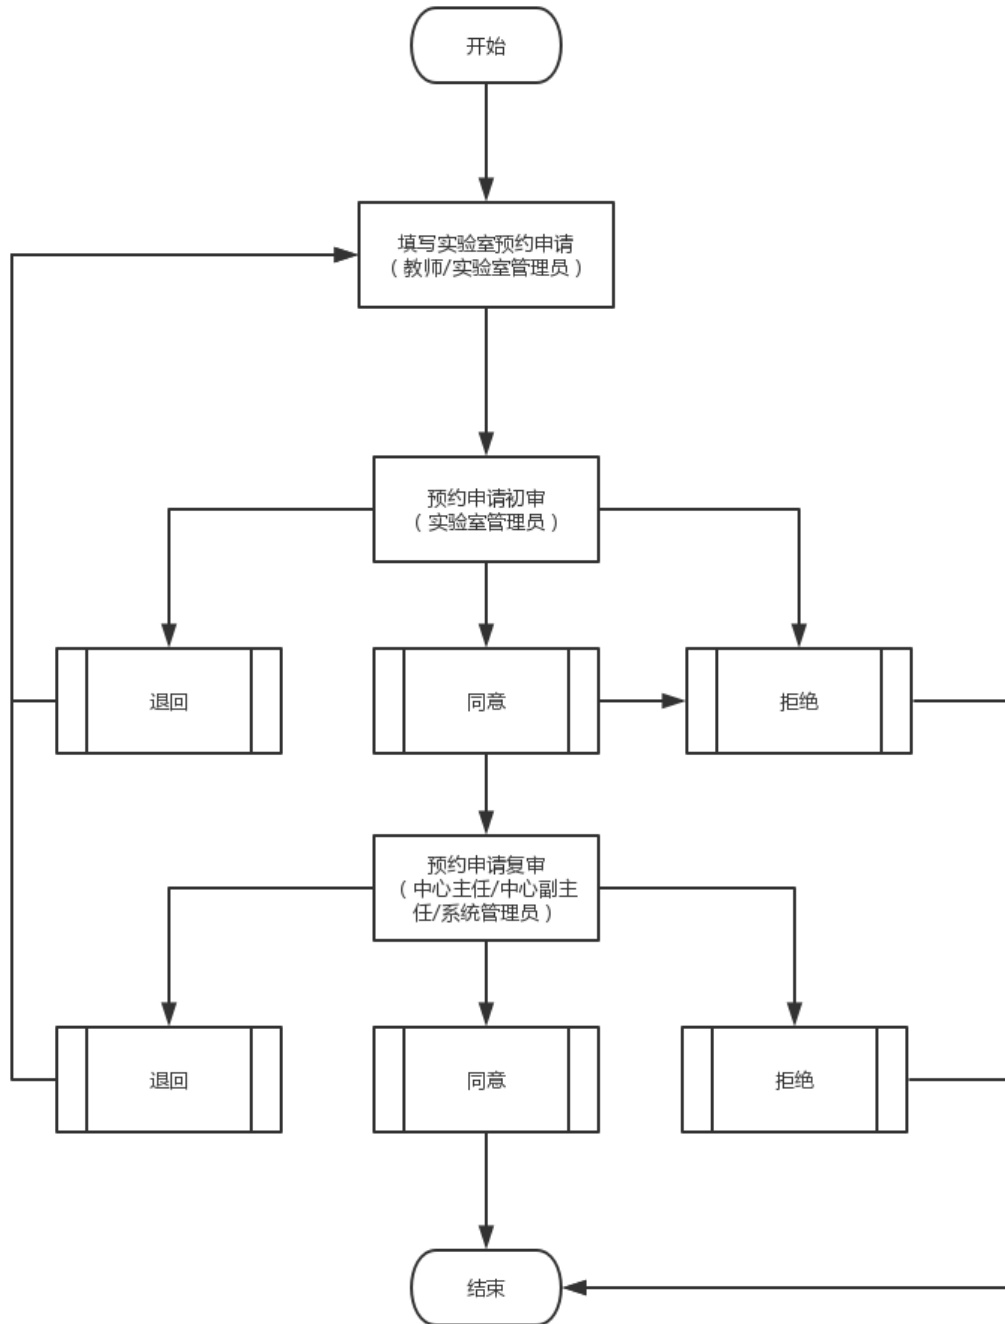 开始
填写实验室预约申请
（教师/实验室管理员）
预约申请初审
（实验室管理员）
退回
同意
拒绝
预约申请复审
（中心主任/中心副主
任/系统管理员）
退回
同意
拒绝
结束